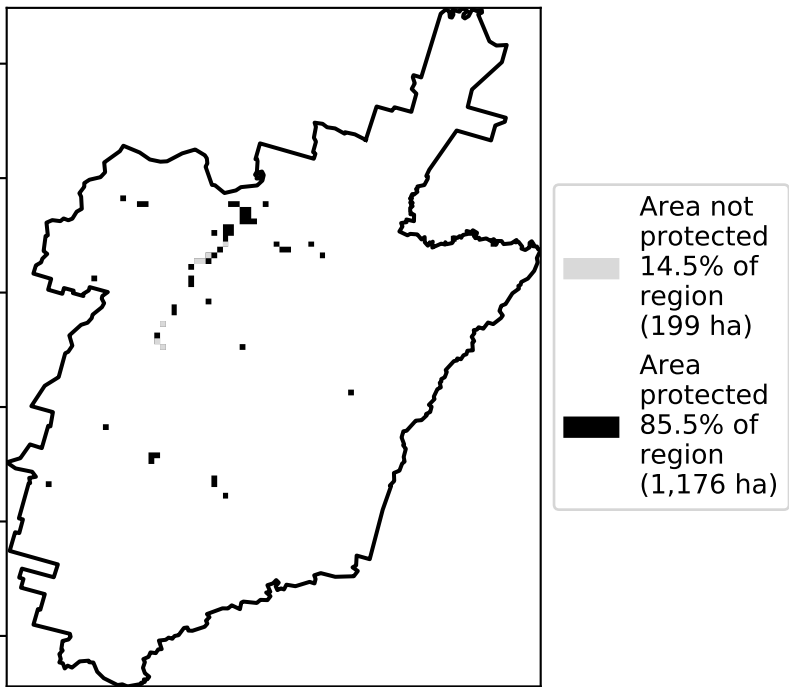 Area not
protected
14.5% of
region
(199 ha)
Area
protected
85.5% of
region
(1,176 ha)